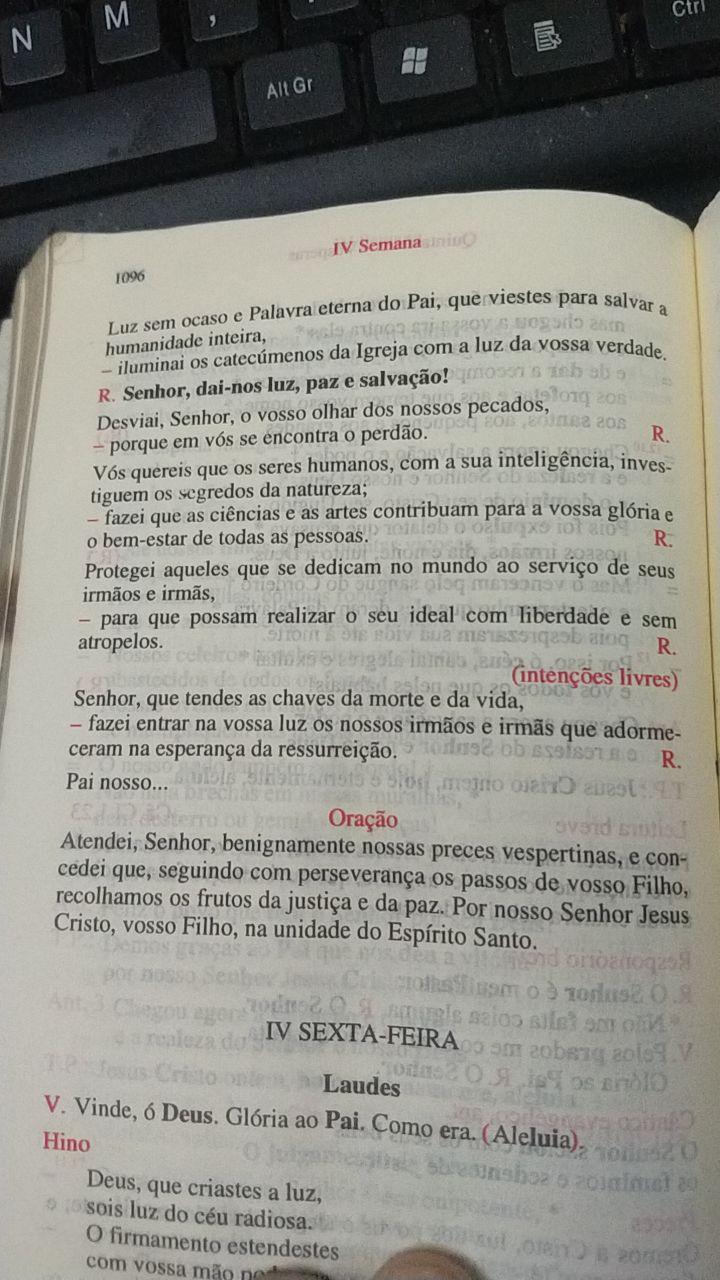 N
M
,
Ctrl
Alt Gr
IV Semana
1096
Luz sem ocaso e Palavra eterna do Pai, que viestes para salvar a
humanidade inteira,
– iluminai os catecúmenos da Igreja com a luz da vossa verdade.
R. Senhor, dai-nos luz, paz e salvação!
Desviai, Senhor, o vosso olhar dos nossos pecados,
– porque em vós se encontra o perdão. R.
Vós quereis que os seres humanos, com a sua inteligência, inves-
tiguem os segredos da natureza;
– fazei que as ciências e as artes contribuam para a vossa glória e
o bem-estar de todas as pessoas. R.
Protegei aqueles que se dedicam no mundo ao serviço de seus
irmãos e irmãs,
– para que possam realizar o seu ideal com liberdade e sem
atropelos. R.
(intenções livres)
Senhor, que tendes as chaves da morte e da vida,
– fazei entrar na vossa luz os nossos irmãos e irmãs que adorme-
ceram na esperança da ressurreição. R.
Pai nosso...
Oração
Atendei, Senhor, benignamente nossas preces vespertinas, e con-
cedei que, seguindo com perseverança os passos de vosso Filho,
recolhamos os frutos da justiça e da paz. Por nosso Senhor Jesus
Cristo, vosso Filho, na unidade do Espírito Santo.
IV SEXTA-FEIRA
Laudes
V. Vinde, ó Deus. Glória ao Pai. Como era. (Aleluia).
Hino
Deus, que criastes a luz,
sois luz do céu radiosa.
O firmamento estendestes
com vossa mão